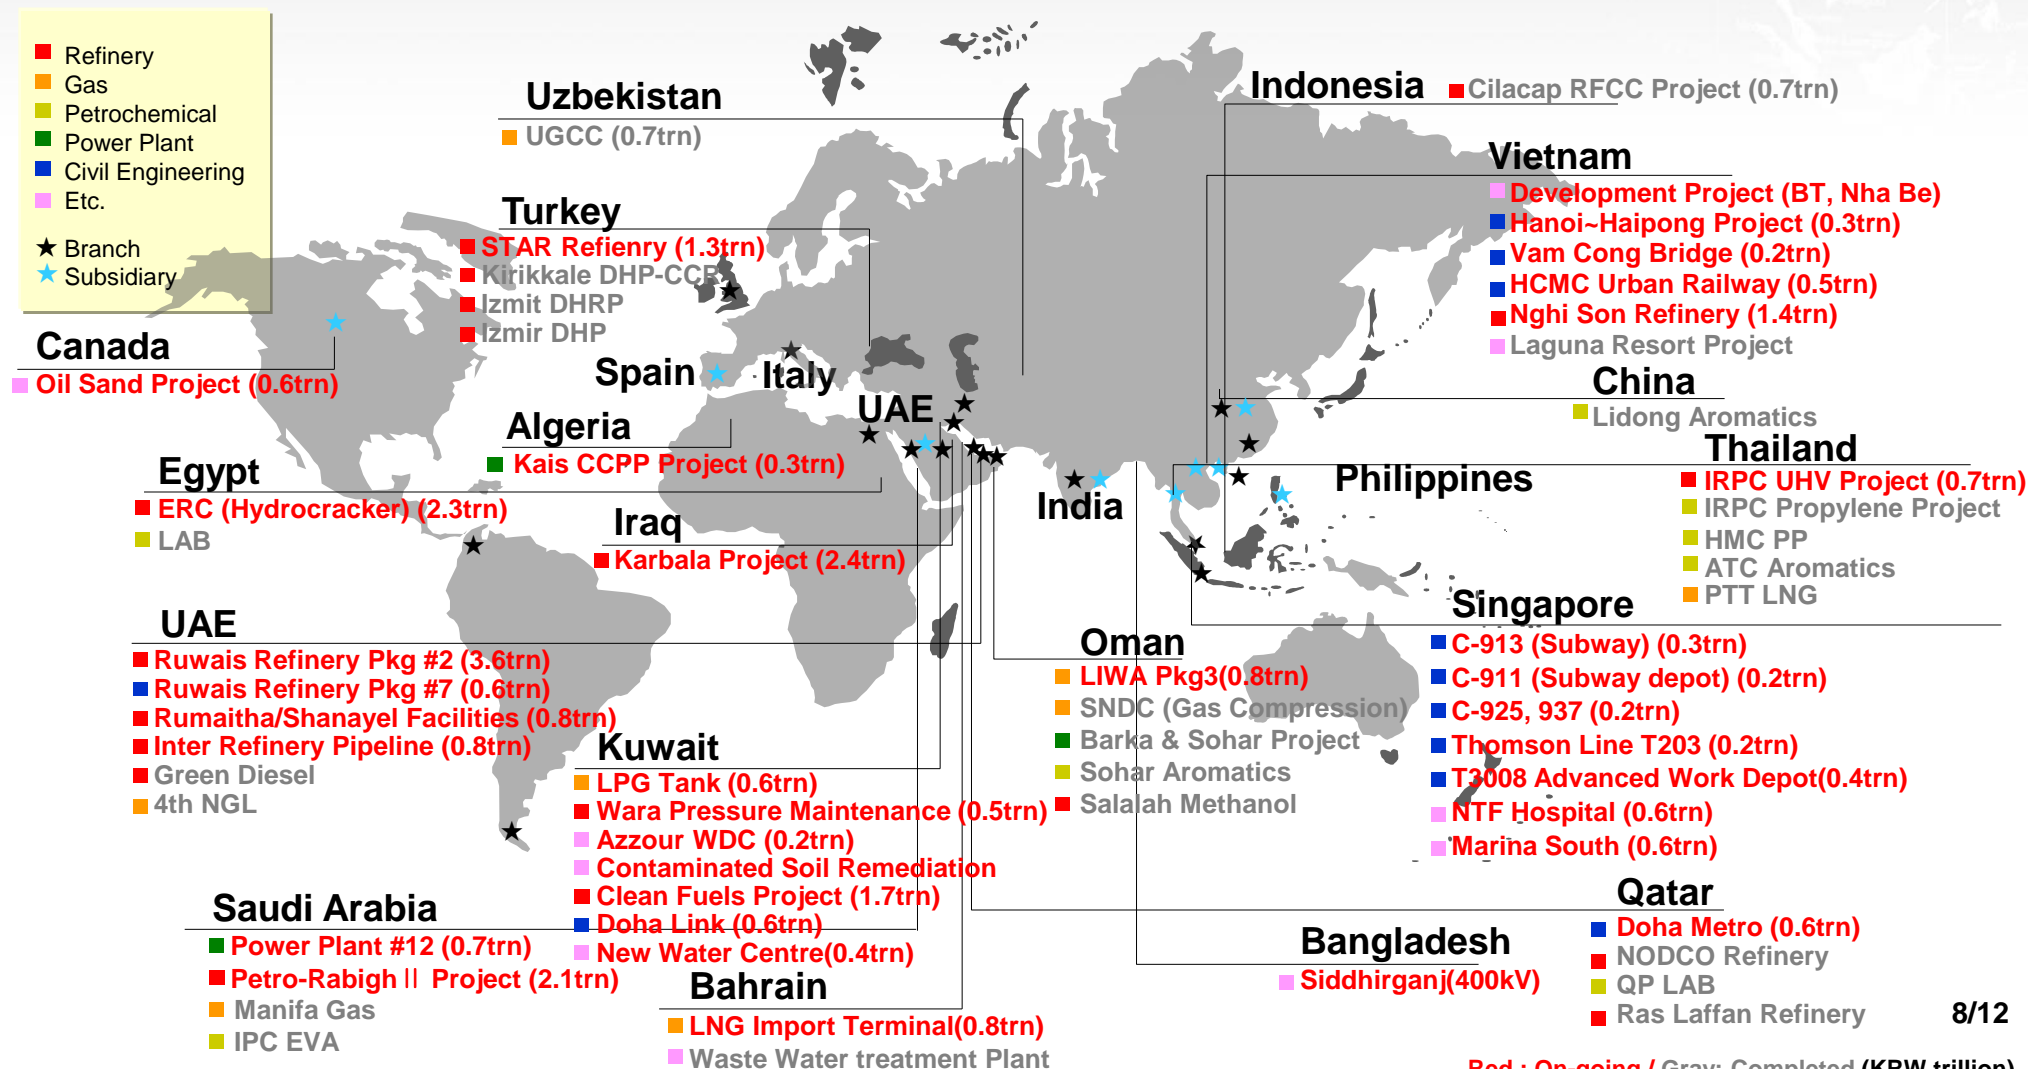 Refinery
Gas
Petrochemical
Power Plant
Civil Engineering
Etc.
Branch
Subsidiary
Uzbekistan
UGCC (0.7trn)
Indonesia
Cilacap RFCC Project (0.7trn)
Vietnam
Development Project (BT, Nha Be)
Hanoi~Haipong Project (0.3trn)
Vam Cong Bridge (0.2trn)
HCMC Urban Railway (0.5trn)
Nghi Son Refinery (1.4trn)
Laguna Resort Project
Turkey
STAR Refienry (1.3trn)
Kirikkale DHP-CCR
Izmit DHRP
Izmir DHP
Canada
Oil Sand Project (0.6trn)
Spain
Italy
UAE
China
Lidong Aromatics
Algeria
Kais CCPP Project (0.3trn)
Thailand
IRPC UHV Project (0.7trn)
IRPC Propylene Project
HMC PP
ATC Aromatics
PTT LNG
Egypt
ERC (Hydrocracker) (2.3trn)
LAB
Philippines
India
Iraq
Karbala Project (2.4trn)
UAE
Ruwais Refinery Pkg #2 (3.6trn)
Ruwais Refinery Pkg #7 (0.6trn)
Rumaitha/Shanayel Facilities (0.8trn)
Inter Refinery Pipeline (0.8trn)
Green Diesel
4th NGL
Oman
LIWA Pkg3(0.8trn)
SNDC (Gas Compression)
Barka & Sohar Project
Sohar Aromatics
Salalah Methanol
Singapore
C-913 (Subway) (0.3trn)
C-911 (Subway depot) (0.2trn)
C-925, 937 (0.2trn)
Thomson Line T203 (0.2trn)
T3008 Advanced Work Depot(0.4trn)
NTF Hospital (0.6trn)
Marina South (0.6trn)
Kuwait
LPG Tank (0.6trn)
Wara Pressure Maintenance (0.5trn)
Azzour WDC (0.2trn)
Contaminated Soil Remediation
Clean Fuels Project (1.7trn)
Doha Link (0.6trn)
New Water Centre(0.4trn)
Saudi Arabia
Power Plant #12 (0.7trn)
Petro-Rabigh II Project (2.1trn)
Manifa Gas
IPC EVA
Bahrain
LNG Import Terminal(0.8trn)
Waste Water treatment Plant
Bangladesh
Siddhirganj(400kV)
Qatar
Doha Metro (0.6trn)
NODCO Refinery
QP LAB
Ras Laffan Refinery
8/12
Red : On-going / Gray: Completed (KRW trillion)